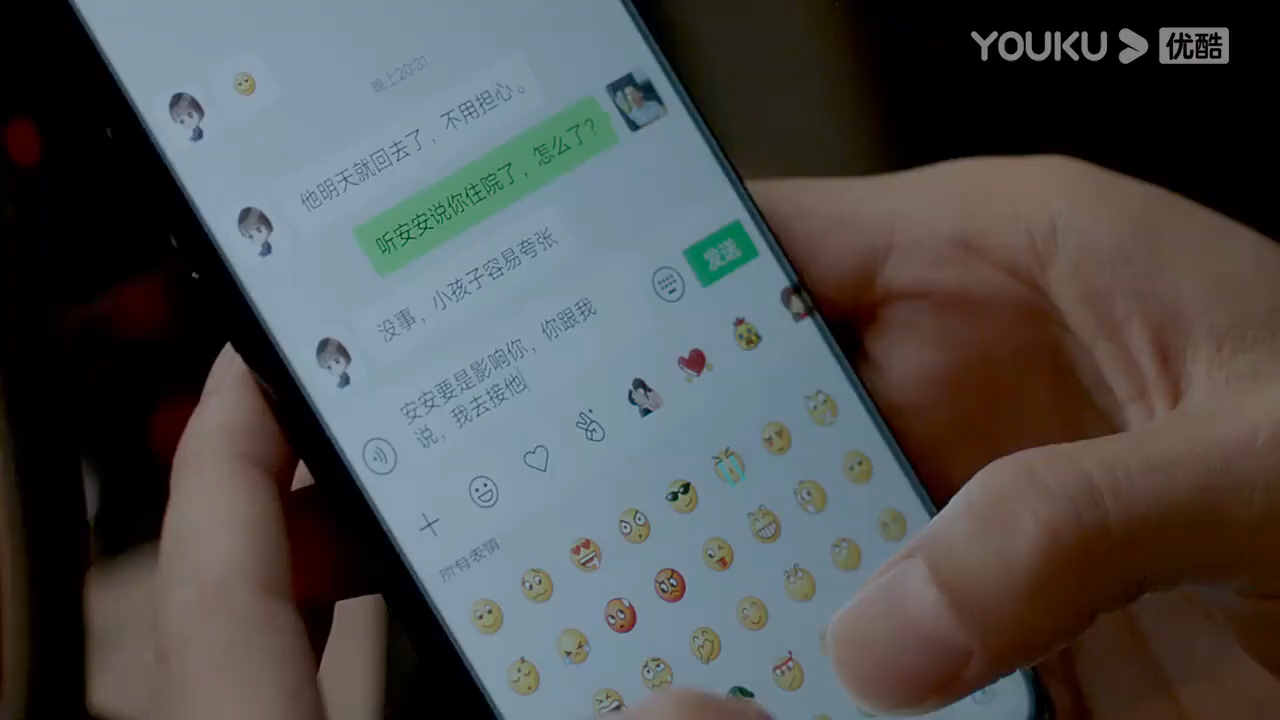 YOUKU 优酷
晚上20:31
他明天就回去了，不用担心。
听安安说你住院了，怎么了？
没事，小孩子容易夸张
安安要是影响你，你跟我
说，我去接他
发送
所有表情